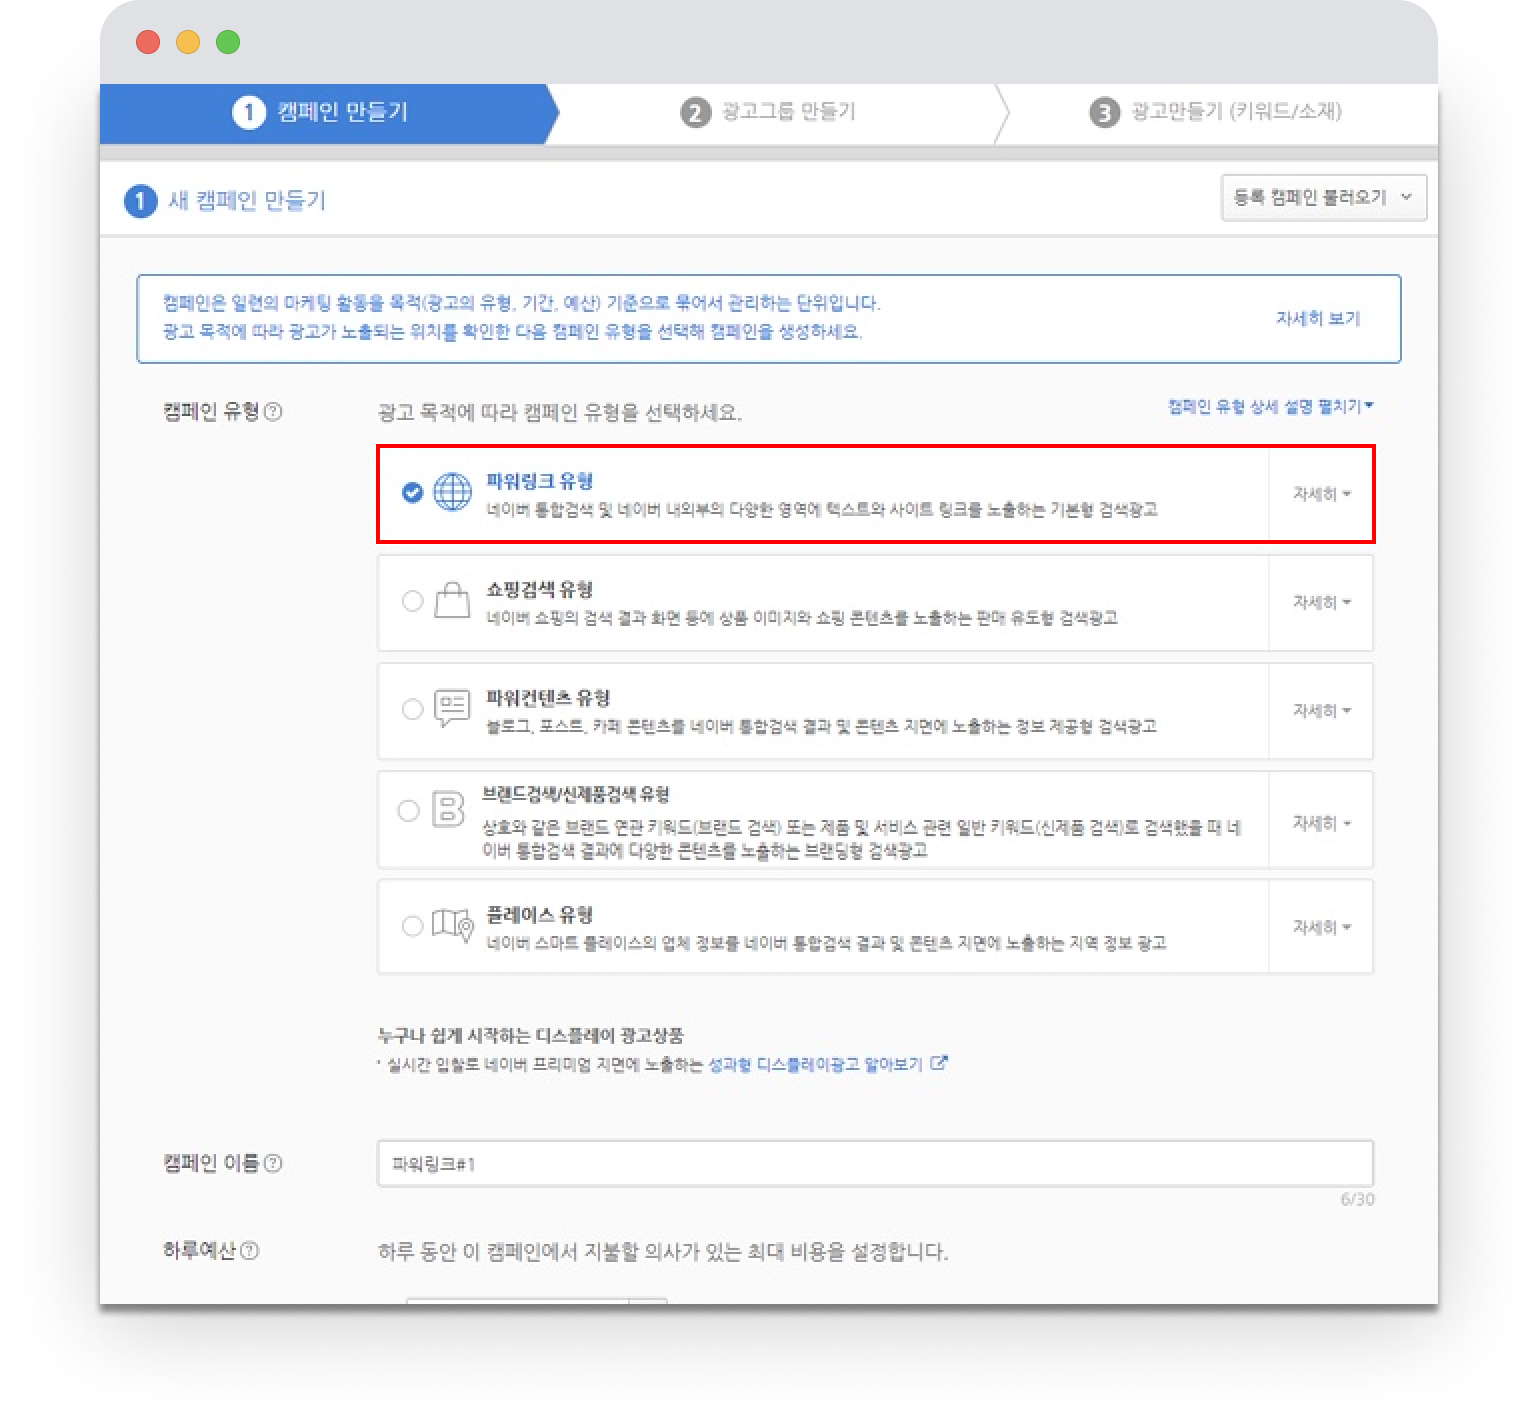 1 캠페인 만들기
2 광고그룹 만들기
3 광고만들기 (키워드/소재)
1 새 캠페인 만들기
등록 캠페인 불러오기
캠페인은 일련의 마케팅 활동을 목적(광고의 유형, 기간, 예산) 기준으로 묶어서 관리하는 단위입니다.
광고 목적에 따라 광고가 노출되는 위치를 확인한 다음 캠페인 유형을 선택해 캠페인을 생성하세요.
자세히 보기
캠페인 유형 ?
광고 목적에 따라 캠페인 유형을 선택하세요.
캠페인 유형 상세 설명 펼치기
파워링크 유형
네이버 통합검색 및 네이버 내외부의 다양한 영역에 텍스트와 사이트 링크를 노출하는 기본형 검색광고
자세히
쇼핑검색 유형
네이버 쇼핑의 검색 결과 화면 등에 상품 이미지와 쇼핑 콘텐츠를 노출하는 판매 유도형 검색광고
자세히
파워컨텐츠 유형
블로그, 포스트, 카페 콘텐츠를 네이버 통합검색 결과 및 콘텐츠 지면에 노출하는 정보 제공형 검색광고
자세히
브랜드검색/신제품검색 유형
상호와 같은 브랜드 연관 키워드(브랜드 검색) 또는 제품 및 서비스 관련 일반 키워드(신제품 검색)로 검색했을 때 네
이버 통합검색 결과에 다양한 콘텐츠를 노출하는 브랜딩형 검색광고
자세히
플레이스 유형
네이버 스마트 플레이스의 업체 정보를 네이버 통합검색 결과 및 콘텐츠 지면에 노출하는 지역 정보 광고
자세히
누구나 쉽게 시작하는 디스플레이 광고상품
· 실시간 입찰로 네이버 프리미엄 지면에 노출하는 성과형 디스플레이광고 알아보기
캠페인 이름 ?
파워링크#1
6/30
하루예산 ?
하루 동안 이 캠페인에서 지불할 의사가 있는 최대 비용을 설정합니다.